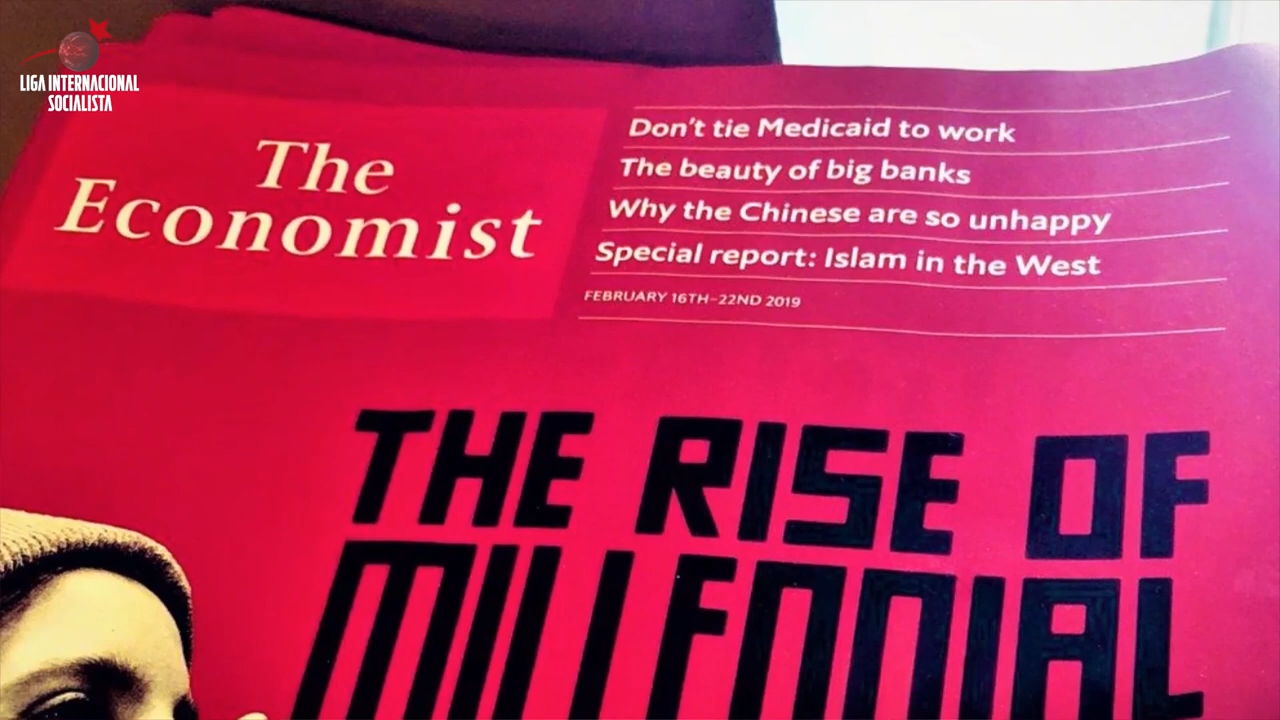 LIGA INTERNACIONAL
SOCIALISTA
The
Economist
Don't tie Medicaid to work
The beauty of big banks
Why the Chinese are so unhappy
Special report: Islam in the West
FEBRUARY 16TH–22ND 2019
THE RISE OF
MILLENNIAL